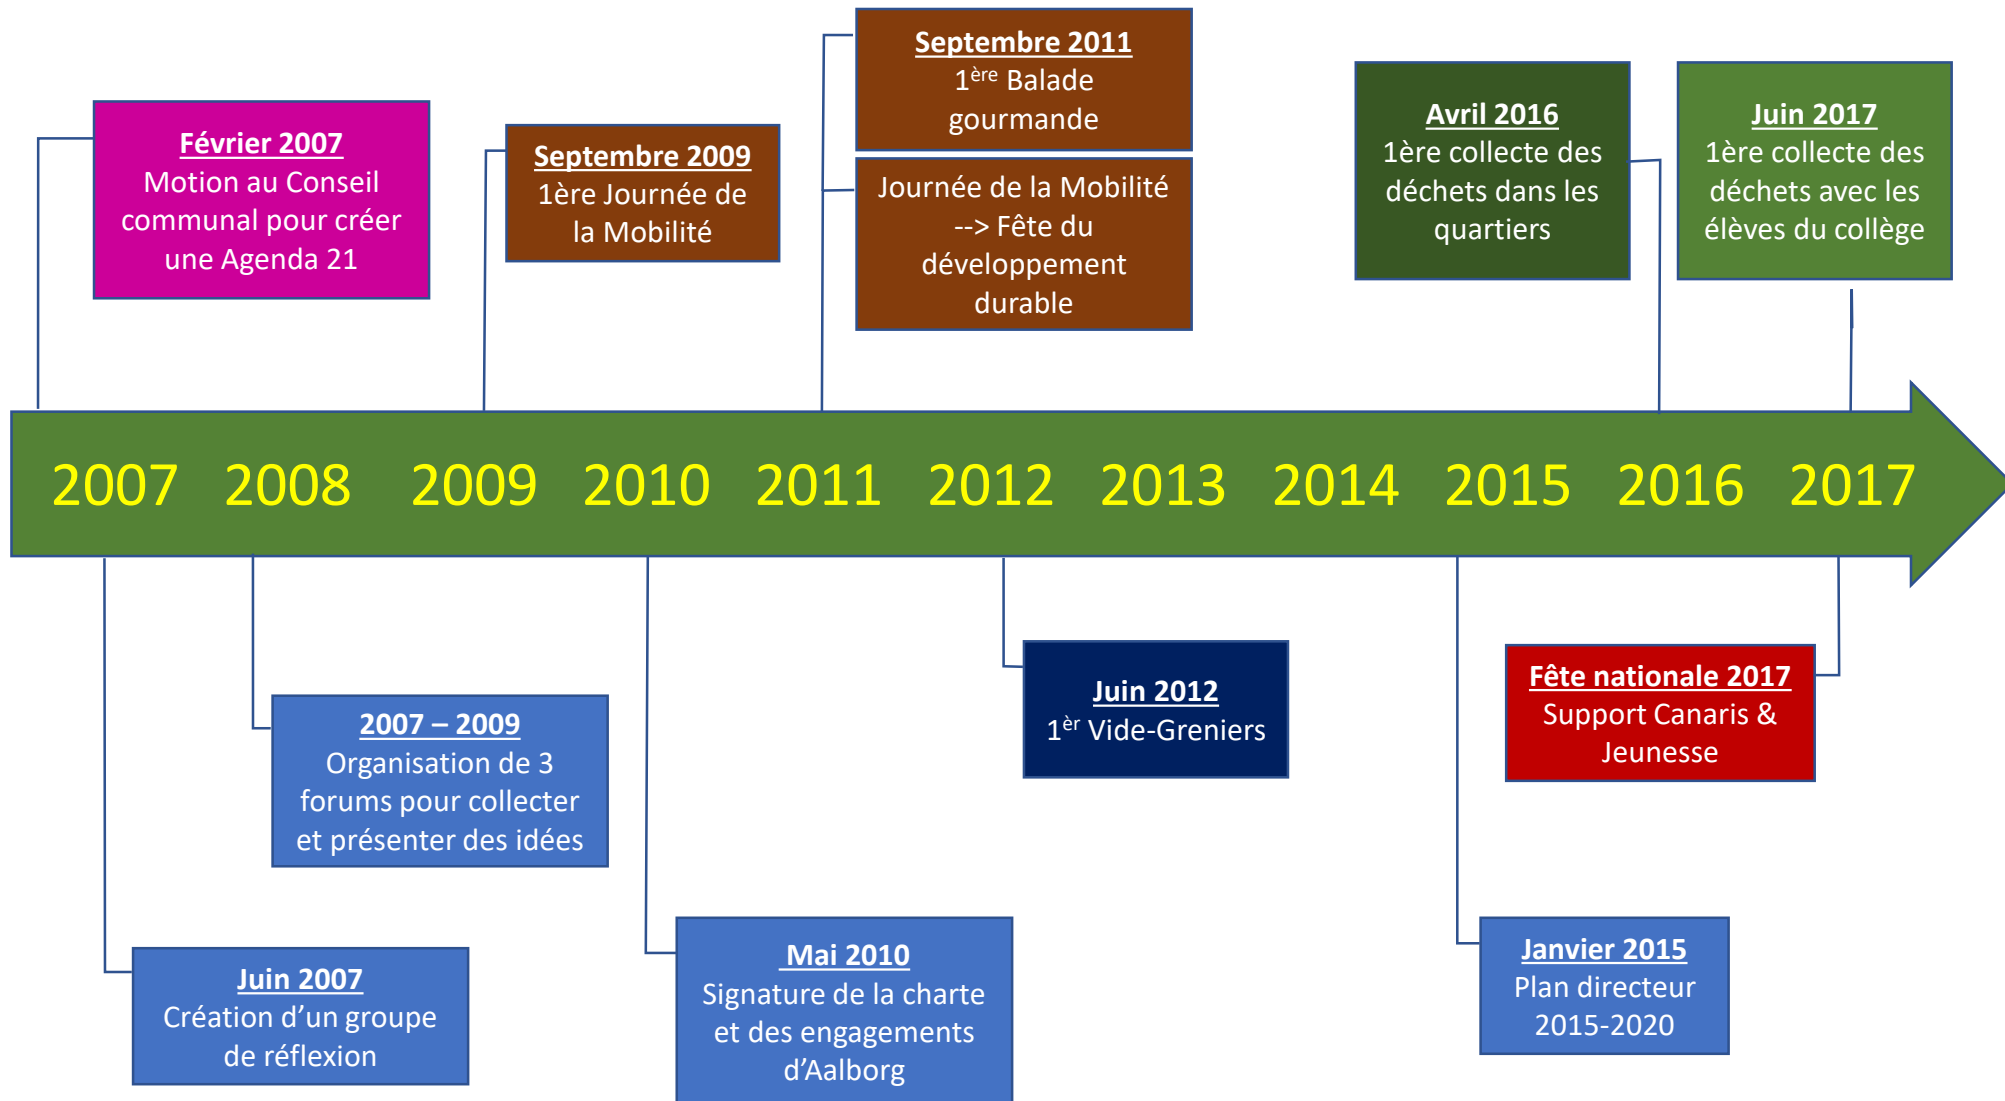 Février 2007
Motion au Conseil
communal pour créer
une Agenda 21
Septembre 2009
1ère Journée de
la Mobilité
Septembre 2011
1ère Balade
gourmande
Journée de la Mobilité
--> Fête du
développement
durable
Avril 2016
1ère collecte des
déchets dans les
quartiers
Juin 2017
1ère collecte des
déchets avec les
élèves du collège
2007 2008 2009 2010 2011 2012 2013 2014 2015 2016 2017
Juin 2007
Création d’un groupe
de réflexion
2007 – 2009
Organisation de 3
forums pour collecter
et présenter des idées
Mai 2010
Signature de la charte
et des engagements
d’Aalborg
Juin 2012
1èr Vide-Greniers
Janvier 2015
Plan directeur
2015-2020
Fête nationale 2017
Support Canaris &
Jeunesse